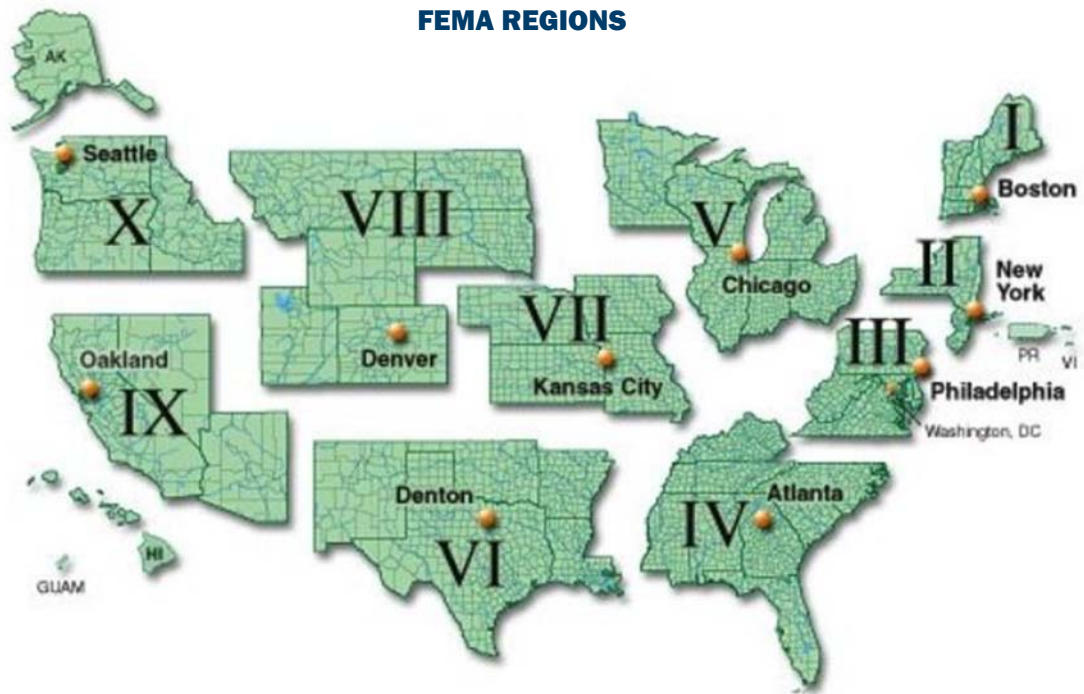 FEMA REGIONS
AK
Seattle
X
VIII
V
Chicago
I
Boston
II
New
York
PR
VI
III
Philadelphia
Washington, DC
VII
Kansas City
Denver
Oakland
IX
HI
GUAM
Denton
VI
Atlanta
IV